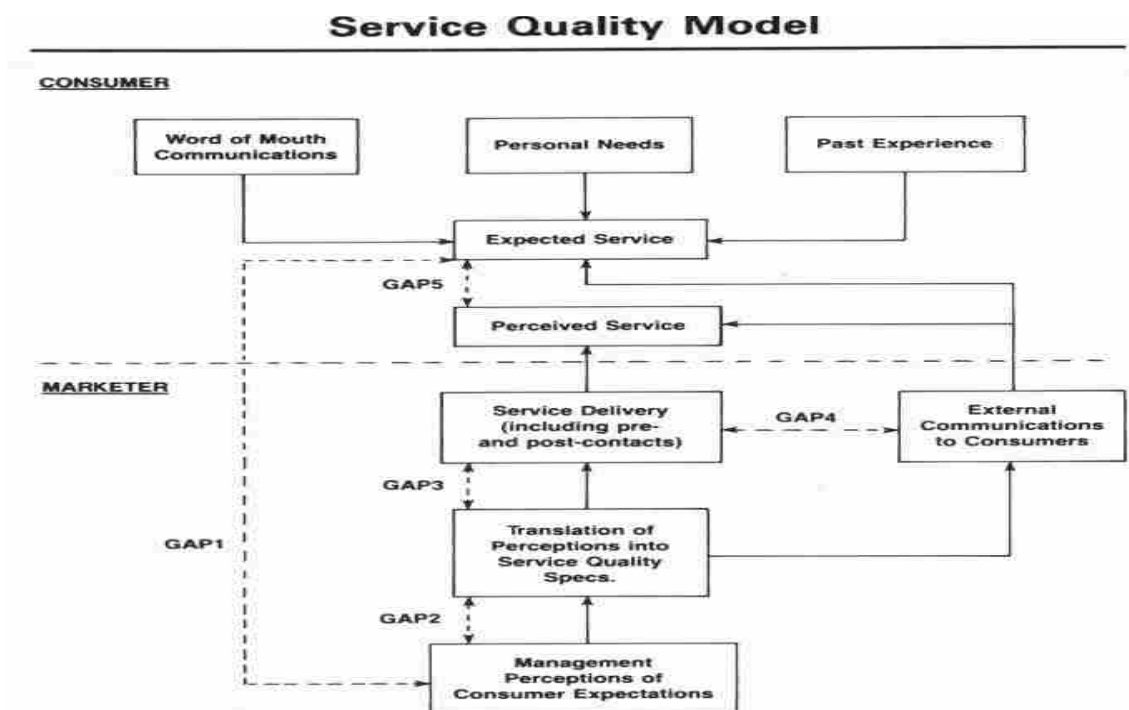 Service Quality Model
CONSUMER
Word of Mouth
Communications
Personal Needs
Past Experience
Expected Service
GAP5
Perceived Service
MARKETER
Service Delivery
(including pre-
and post-contacts)
GAP4
External
Communications
to Consumers
GAP3
Translation of
Perceptions into
Service Quality
Specs.
GAP1
GAP2
Management
Perceptions of
Consumer Expectations